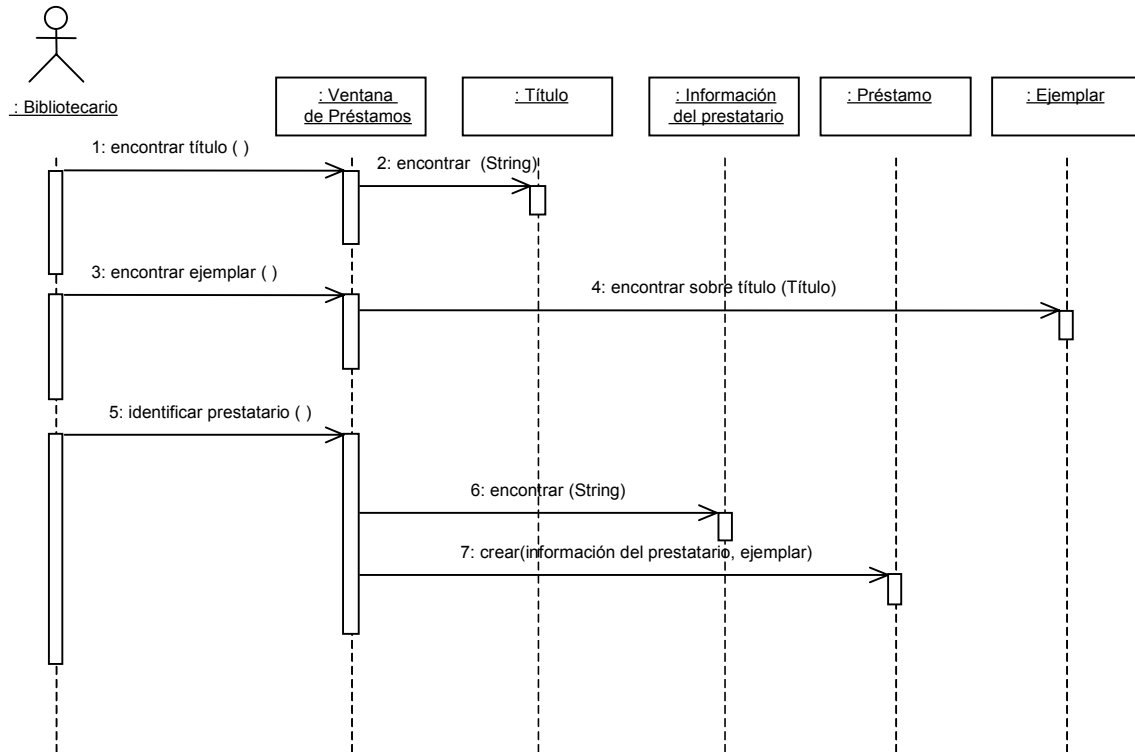 : Bibliotecario
: Ventana
de Préstamos
: Título
: Información
del prestatario
: Préstamo
: Ejemplar
1: encontrar título ( )
2: encontrar (String)
3: encontrar ejemplar ( )
4: encontrar sobre título (Título)
5: identificar prestatario ( )
6: encontrar (String)
7: crear(información del prestatario, ejemplar)